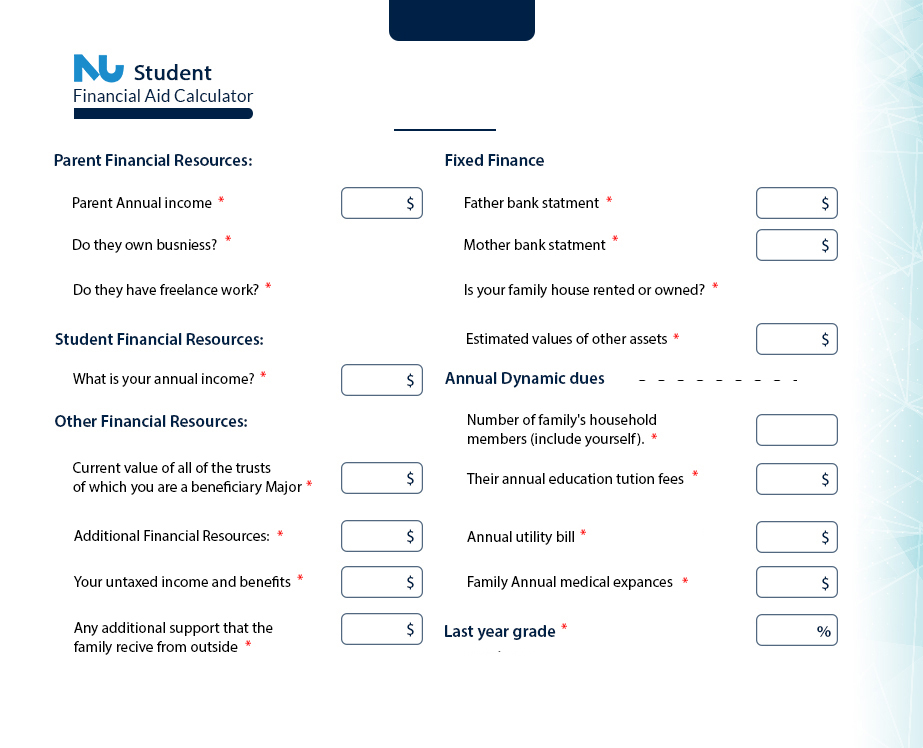 NU Student
Financial Aid Calculator
Parent Financial Resources:
Parent Annual income * $
Do they own busniess? *
Do they have freelance work? *
Student Financial Resources:
What is your annual income? * $
Other Financial Resources:
Current value of all of the trusts
of which you are a beneficiary Major * $
Additional Financial Resources: * $
Your untaxed income and benefits * $
Any additional support that the
family recive from outside * $
Fixed Finance
Father bank statment * $
Mother bank statment * $
Is your family house rented or owned? *
Estimated values of other assets * $
Annual Dynamic dues
Number of family's household
members (include yourself). *
Their annual education tution fees * $
Annual utility bill * $
Family Annual medical expances * $
Last year grade * %